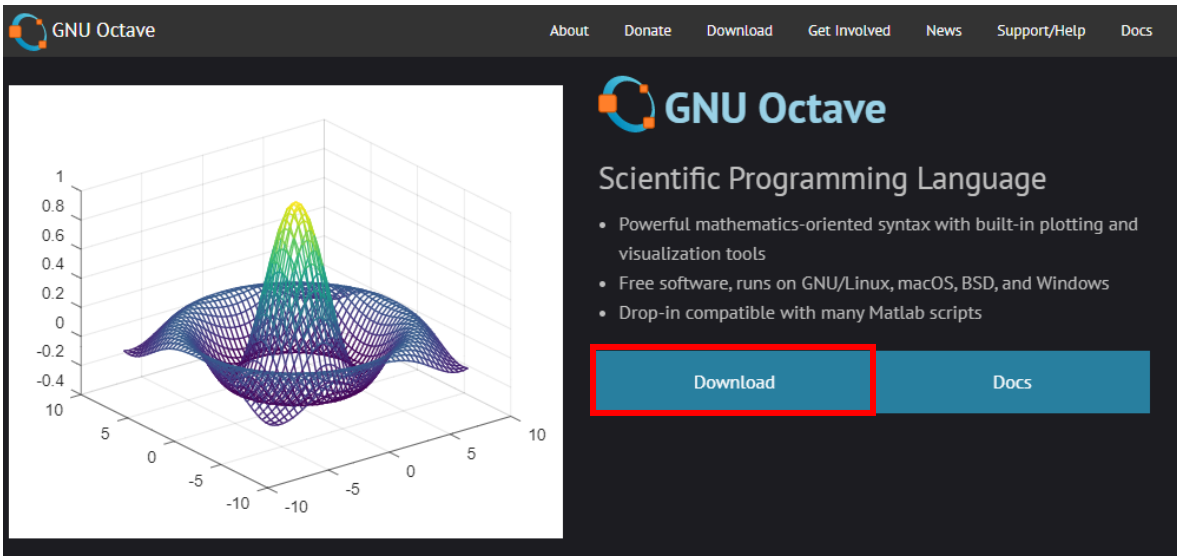 GNU Octave
About Donate Download Get Involved News Support/Help Docs
GNU Octave
Scientific Programming Language
• Powerful mathematics-oriented syntax with built-in plotting and
visualization tools
• Free software, runs on GNU/Linux, macOS, BSD, and Windows
• Drop-in compatible with many Matlab scripts
Download Docs
1
0.8
0.6
0.4
0.2
0
-0.2
-0.4
10
5
0
-5
-10
-10
-5
0
5
10